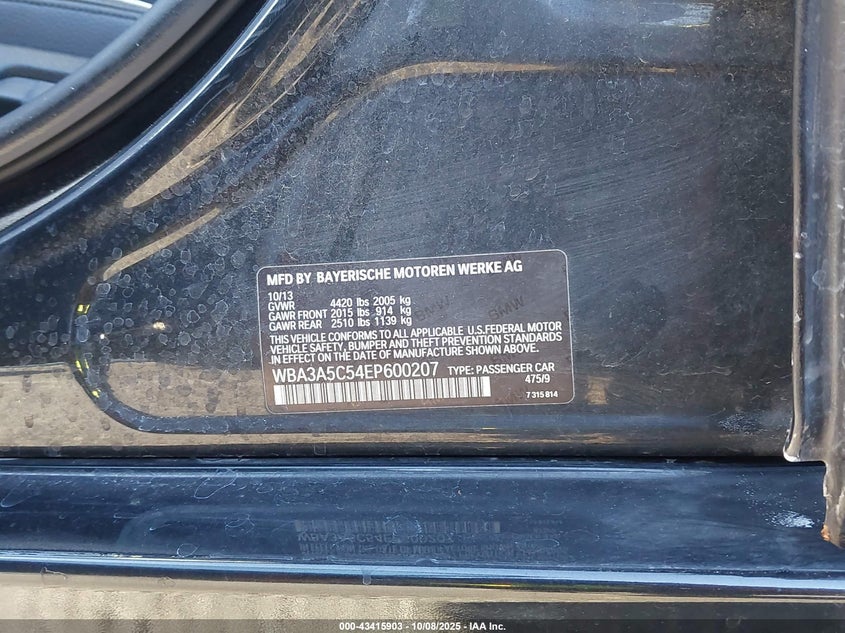 MFD BY BAYERISCHE MOTOREN WERKE AG
10/13
GVWR 4420 lbs 2005 kg
GAWR FRONT 2015 lbs 914 kg
GAWR REAR 2510 lbs 1139 kg
THIS VEHICLE CONFORMS TO ALL APPLICABLE U.S.FEDERAL MOTOR
VEHICLE SAFETY, BUMPER AND THEFT PREVENTION STANDARDS
IN EFFECT ON THE DATE OF MANUFACTURE SHOWN ABOVE.
WBA3A5C54EP600207 TYPE: PASSENGER CAR
475/9
7 315 814
BMW
BMW
000-43415903 - 10/08/2025 - IAA Inc.